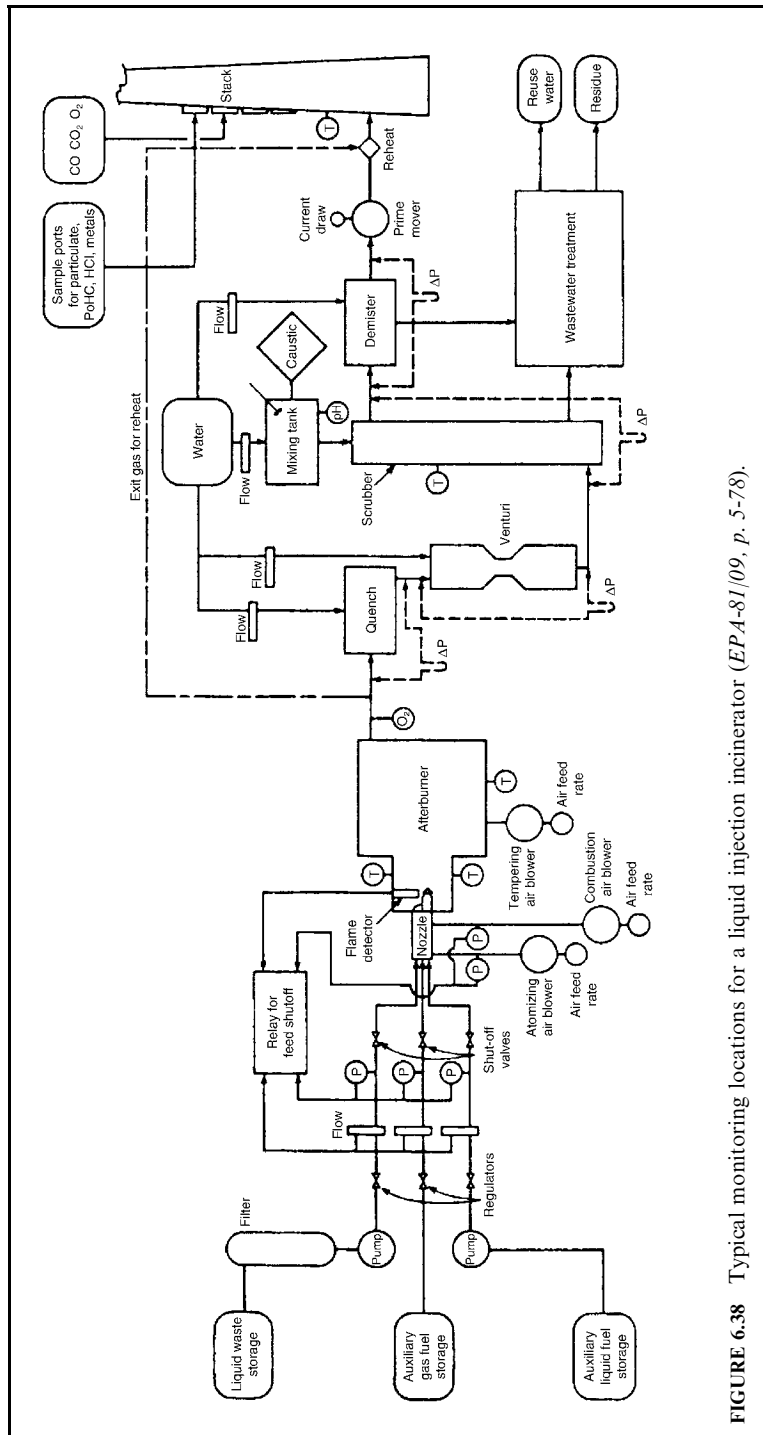 CO CO₂ O₂
Sample ports
for particulate,
PoHC, HCl, metals
Stack
T
Exit gas for reheat
Reheat
Current
draw
Prime
mover
Reuse
water
Residue
Water
Flow
Flow
Flow
Flow
Caustic
Mixing tank
pH
Demister
ΔP
Wastewater treatment
Scrubber
T
ΔP
Quench
Venturi
ΔP
ΔP
O₂
Afterburner
T
T
T
Tempering
air blower
Air feed
rate
Flame
detector
Nozzle
P
P
Combustion
air blower
Air feed
rate
Atomizing
air blower
Air feed
rate
Relay for
feed shutoff
P
P
P
Shut-off
valves
Flow
Regulators
Filter
Pump
Pump
Liquid waste
storage
Auxiliary
gas fuel
storage
Auxiliary
liquid fuel
storage
FIGURE 6.38 Typical monitoring locations for a liquid injection incinerator (EPA-81/09, p. 5-78).